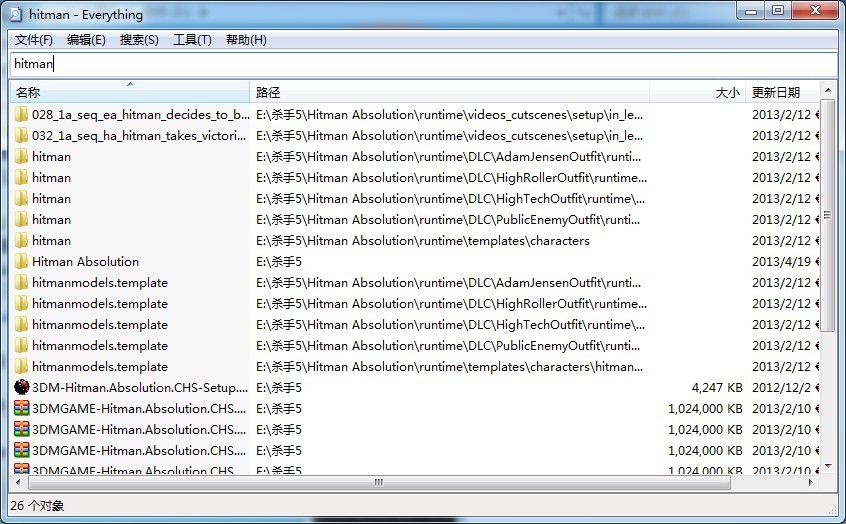 hitman - Everything
文件(F) 编辑(E) 搜索(S) 工具(T) 帮助(H)
hitman
名称 路径 大小 更新日期
028_1a_seq_ea_hitman_decides_to_b... E:\杀手5\Hitman Absolution\runtime\videos_cutscenes\setup\in_le... 2013/2/12
032_1a_seq_ha_hitman_takes_victori... E:\杀手5\Hitman Absolution\runtime\videos_cutscenes\setup\in_le... 2013/2/12
hitman E:\杀手5\Hitman Absolution\runtime\DLC\AdamJensenOutfit\runti... 2013/2/12
hitman E:\杀手5\Hitman Absolution\runtime\DLC\HighRollerOutfit\runtime... 2013/2/12
hitman E:\杀手5\Hitman Absolution\runtime\DLC\HighTechOutfit\runtime\... 2013/2/12
hitman E:\杀手5\Hitman Absolution\runtime\DLC\PublicEnemyOutfit\runti... 2013/2/12
hitman E:\杀手5\Hitman Absolution\runtime\templates\characters 2013/2/12
Hitman Absolution E:\杀手5 2013/4/19
hitmanmodels.template E:\杀手5\Hitman Absolution\runtime\DLC\AdamJensenOutfit\runti... 2013/2/12
hitmanmodels.template E:\杀手5\Hitman Absolution\runtime\DLC\HighRollerOutfit\runtime... 2013/2/12
hitmanmodels.template E:\杀手5\Hitman Absolution\runtime\DLC\HighTechOutfit\runtime\... 2013/2/12
hitmanmodels.template E:\杀手5\Hitman Absolution\runtime\DLC\PublicEnemyOutfit\runti... 2013/2/12
hitmanmodels.template E:\杀手5\Hitman Absolution\runtime\templates\characters\hitman... 2013/2/12
3DM-Hitman.Absolution.CHS-Setup.... E:\杀手5 4,247 KB 2012/12/2
3DMGAME-Hitman.Absolution.CHS.... E:\杀手5 1,024,000 KB 2013/2/10
3DMGAME-Hitman.Absolution.CHS.... E:\杀手5 1,024,000 KB 2013/2/10
3DMGAME-Hitman.Absolution.CHS.... E:\杀手5 1,024,000 KB 2013/2/10
3DMGAME-Hitman.Absolution.CHS.... E:\杀手5 1,024,000 KB 2013/2/10
26 个对象